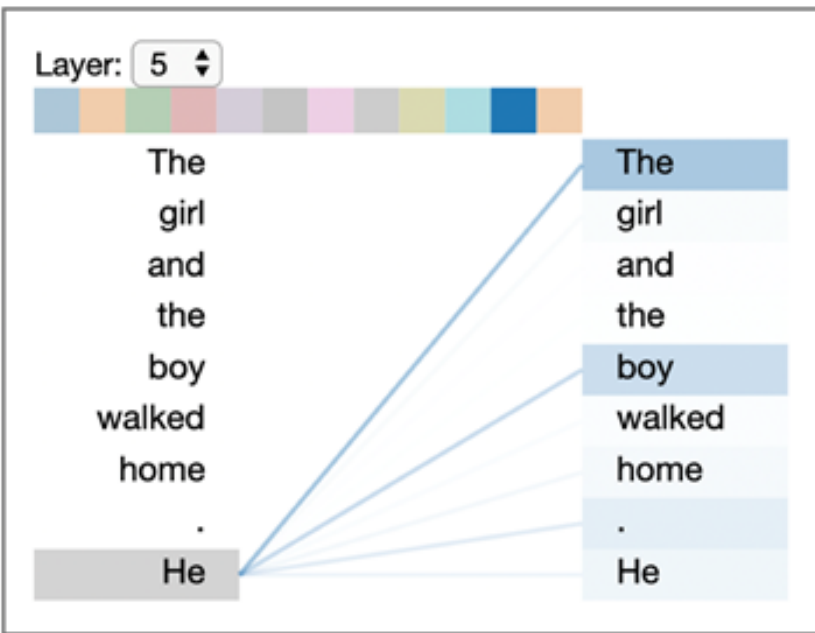 Layer: 5
The The
girl girl
and and
the the
boy boy
walked walked
home home
. .
He He